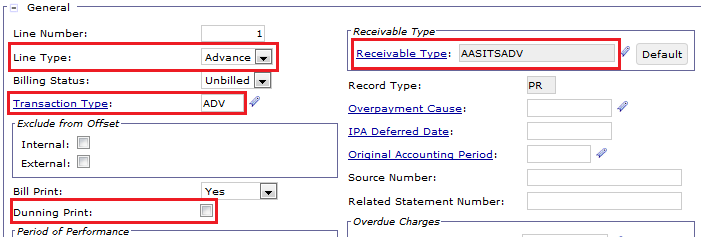 General
Line Number: 1
Line Type: Advance
Billing Status: Unbilled
Transaction Type: ADV
Exclude from Offset
Internal:
External:
Bill Print: Yes
Dunning Print:
Period of Performance
Receivable Type
Receivable Type: AASITSADV Default
Record Type: PR
Overpayment Cause:
IPA Deferred Date:
Original Accounting Period:
Source Number:
Related Statement Number:
Overdue Charges